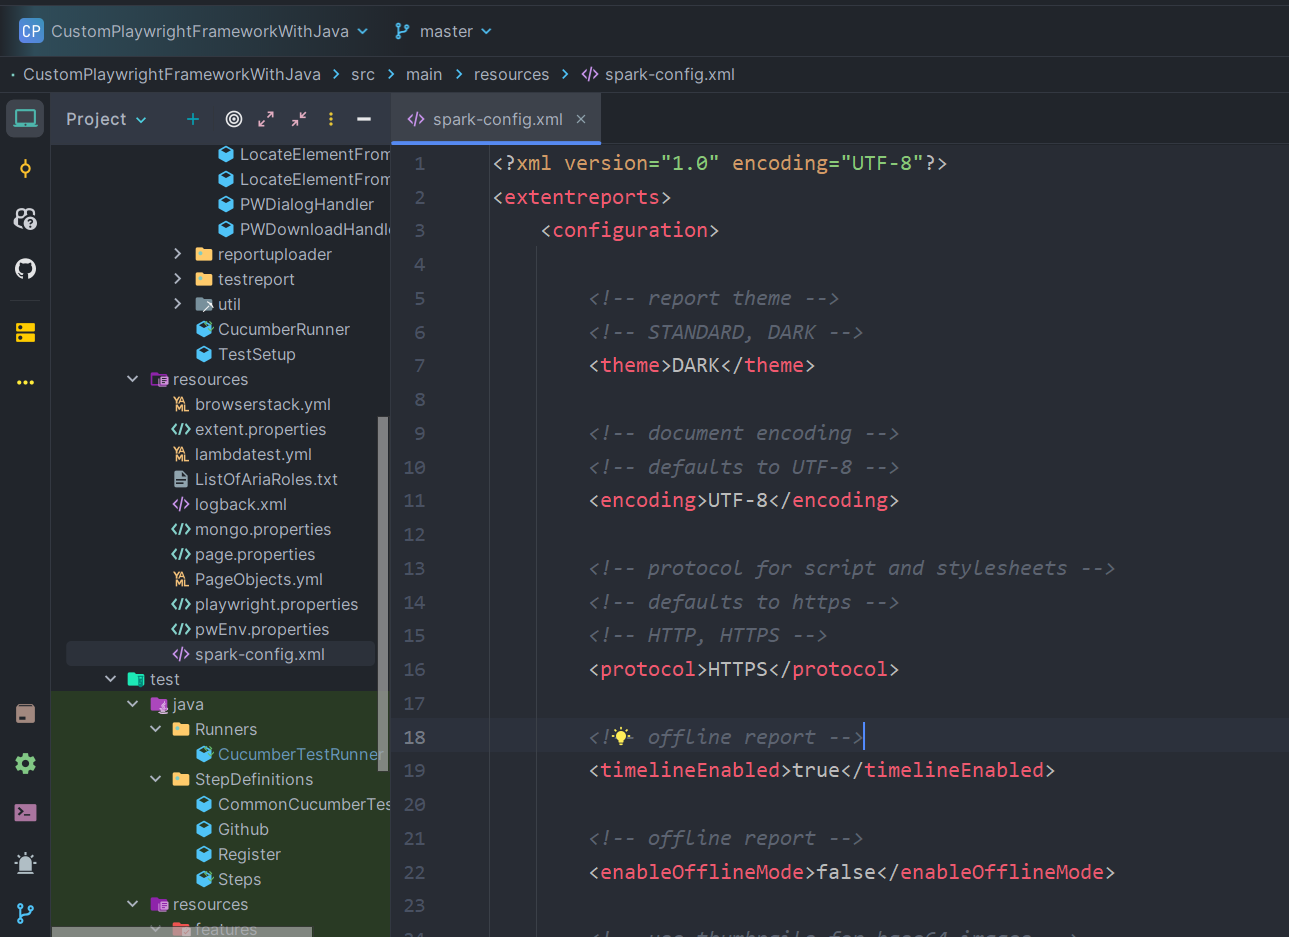 CP CustomPlaywrightFrameworkWithJava master
CustomPlaywrightFrameworkWithJava src main resources </> spark-config.xml
Project
LocateElementFrom
LocateElementFrom
PWDialogHandler
PWDownloadHandl
reportuploader
testreport
util
CucumberRunner
TestSetup
resources
browserstack.yml
extent.properties
lambdatest.yml
ListOfAriaRoles.txt
logback.xml
mongo.properties
page.properties
PageObjects.yml
playwright.properties
pwEnv.properties
spark-config.xml
test
java
Runners
CucumberTestRunner
StepDefinitions
CommonCucumberTes
Github
Register
Steps
resources
features
</> spark-config.xml ×
1 <?xml version="1.0" encoding="UTF-8"?>
2 <extentreports>
3 <configuration>
4
5 <!-- report theme -->
6 <!-- STANDARD, DARK -->
7 <theme>DARK</theme>
8
9 <!-- document encoding -->
10 <!-- defaults to UTF-8 -->
11 <encoding>UTF-8</encoding>
12
13 <!-- protocol for script and stylesheets -->
14 <!-- defaults to https -->
15 <!-- HTTP, HTTPS -->
16 <protocol>HTTPS</protocol>
17
18 <!-- offline report -->
19 <timelineEnabled>true</timelineEnabled>
20
21 <!-- offline report -->
22 <enableOfflineMode>false</enableOfflineMode>
23